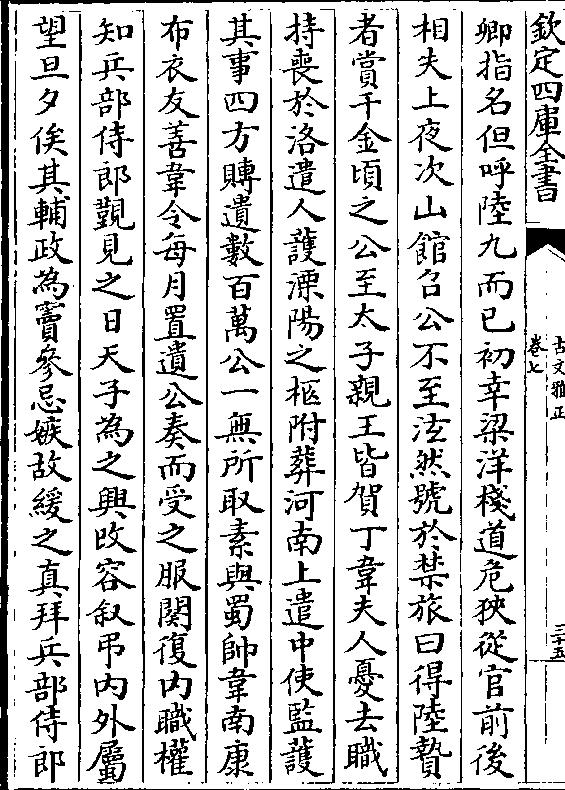 欽定四庫全書
古文雅正
卷七
三十五
卿指名但呼陸九而已初幸梁洋棧道危狹從官前後
相失上夜次山館召公不至泫然號於禁旅曰得陸贄
者賞千金頃之公至太子親王皆賀丁韋夫人憂去職
持喪於洛遣人護溧陽之柩附葬河南上遣中使監護
其事四方賻遺數百萬公一無所取素與蜀帥韋南康
布衣友善韋令每月置遺公奏而受之服闋復内職權
知兵部侍郎覲見之日天子為之興改容叙弔内外屬
望旦夕俟其輔政為竇參忌嫉故緩之真拜兵部侍郎